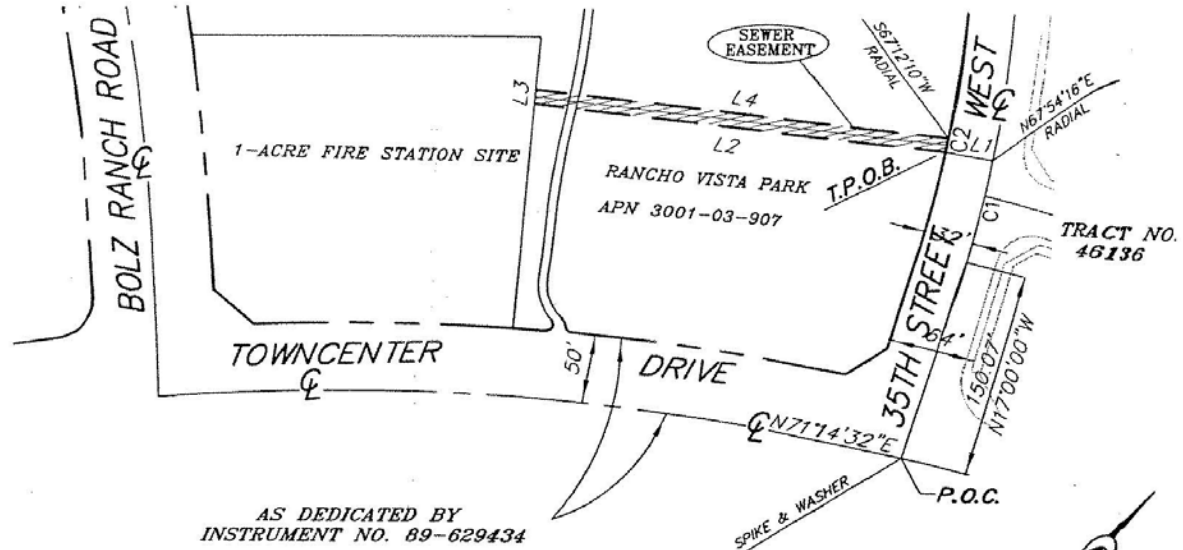 BOLZ RANCH ROAD
℄
1-ACRE FIRE STATION SITE
L3
SEWER
EASEMENT
L4
L2
RANCHO VISTA PARK
APN 3001-03-907
T.P.O.B.
S67°12'10"W
RADIAL
WEST
℄
C2
L1
N67°54'16"E
RADIAL
C1
TRACT NO.
46136
32'
35TH STREET
64'
150.07'
N17°00'00"W
TOWNCENTER
℄
50'
DRIVE
℄
N71°14'32"E
P.O.C.
SPIKE & WASHER
AS DEDICATED BY
INSTRUMENT NO. 89-629434